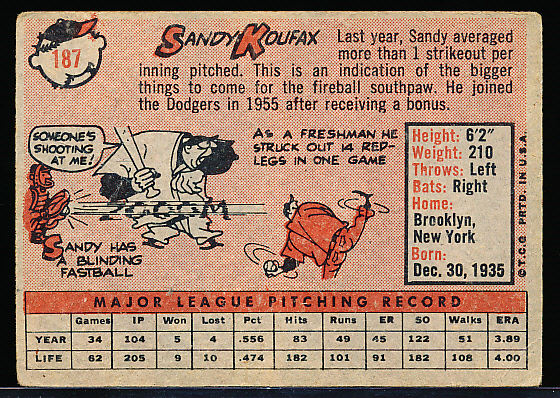 187
SANDY KOUFAX
Last year, Sandy averaged
more than 1 strikeout per
inning pitched. This is an indication of the bigger
things to come for the fireball southpaw. He joined
the Dodgers in 1955 after receiving a bonus.
SOMEONE'S
SHOOTING
AT ME!
ZOOOM
SANDY HAS
A BLINDING
FASTBALL
AS A FRESHMAN HE
STRUCK OUT 14 RED-
LEGS IN ONE GAME
Height: 6'2"
Weight: 210
Throws: Left
Bats: Right
Home:
Brooklyn,
New York
Born:
Dec. 30, 1935
©T.C.G. PRTD. IN U.S.A.
MAJOR LEAGUE PITCHING RECORD
Games IP Won Lost Pct Hits Runs ER SO Walks ERA
YEAR 34 104 5 4 .556 83 49 45 122 51 3.89
LIFE 62 205 9 10 .474 182 101 91 182 108 4.00